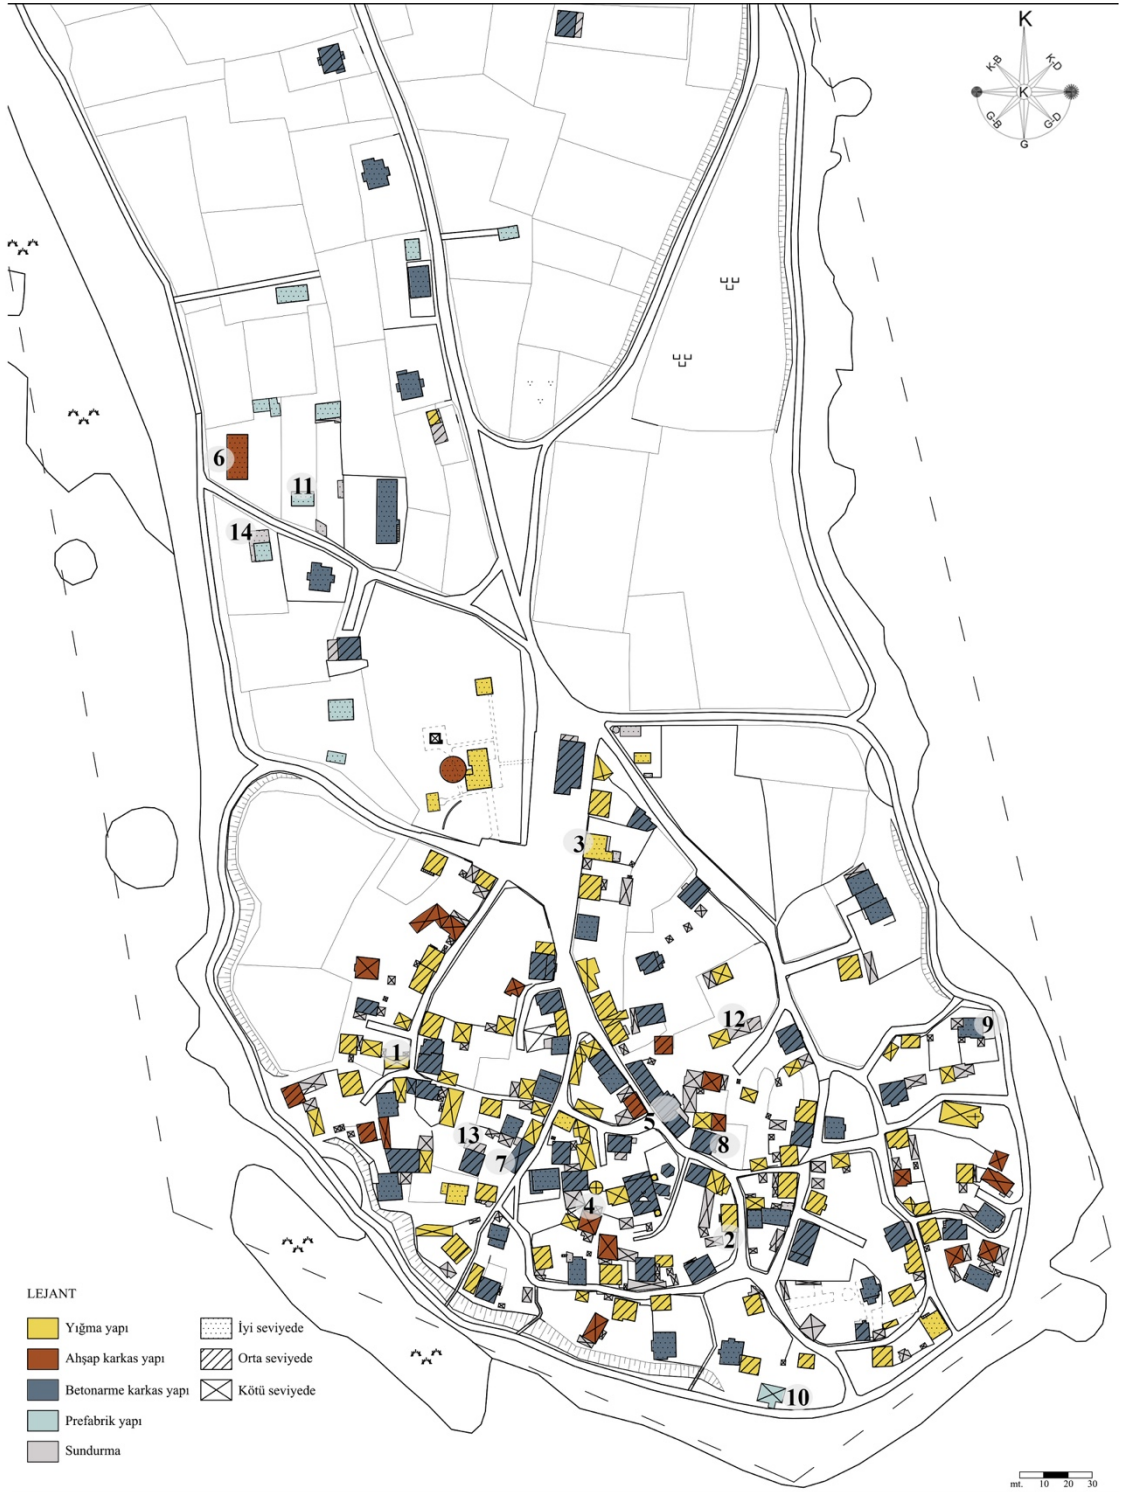 K
K-B
K-D
K
G-B
G-D
G
6
11
14
3
1
12
9
5
13
7
8
4
2
10
LEJANT
Yığma yapı
İyi seviyede
Ahşap karkas yapı
Orta seviyede
Betonarme karkas yapı
Kötü seviyede
Prefabrik yapı
Sundurma
mt. 10 20 30